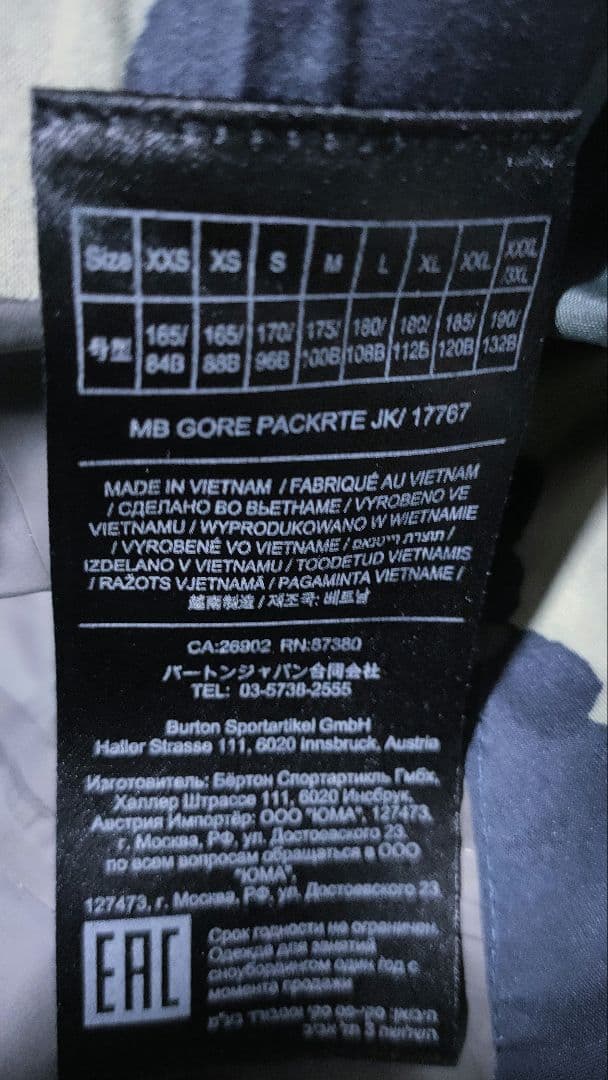 Size XXS XS S M L XL XXL XXXL/3XL
号型 165/84B 165/88B 170/96B 175/100B 180/108B 180/112B 185/120B 190/132B
MB GORE PACKRTE JK/ 17767
MADE IN VIETNAM / FABRIQUÉ AU VIETNAM
/ СДЕЛАНО ВО ВЬЕТНАМЕ / VYROBENO VE
VIETNAMU / WYPRODUKOWANO W WIETNAMIE
/ VYROBENÉ VO VIETNAME /
IZDELANO V VIETNAMU / TOODETUD VIETNAMIS
/ RAŽOTS VJETNAMĀ / PAGAMINTA VIETNAME /
越南制造 / 제조국: 베트남
CA:26902 RN:87380
バートンジャパン合同会社
TEL: 03-5738-2555
Burton Sportartikel GmbH
Haller Strasse 111, 6020 Innsbruck, Austria
Изготовитель: Бёртон Спортартикль Гмбх,
Халлер Штрассе 111, 6020 Инсбрук,
Австрия Импортёр: ООО "ЮМА", 127473,
г. Москва, РФ, ул. Достоевского 23,
по всем вопросам обращаться в ООО
"ЮМА",
127473, г. Москва, РФ, ул. Достоевского 23
EAC
Срок годности не ограничен.
Одежда для занятий
сноубордингом один год с
момента продажи